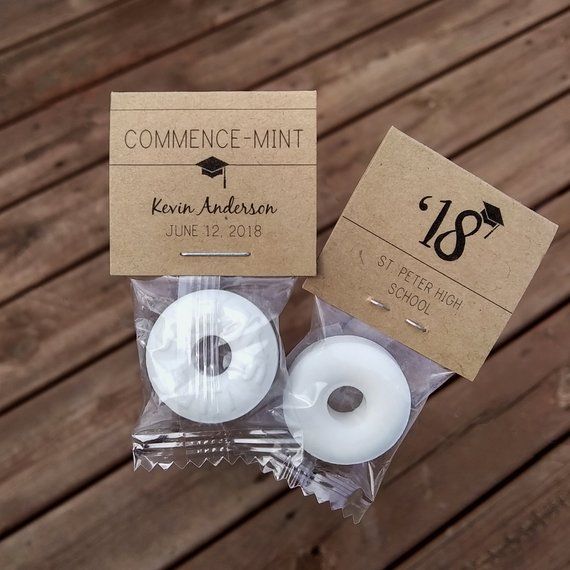 COMMENCE-MINT
Kevin Anderson
JUNE 12, 2018
'18
ST. PETER HIGH
SCHOOL